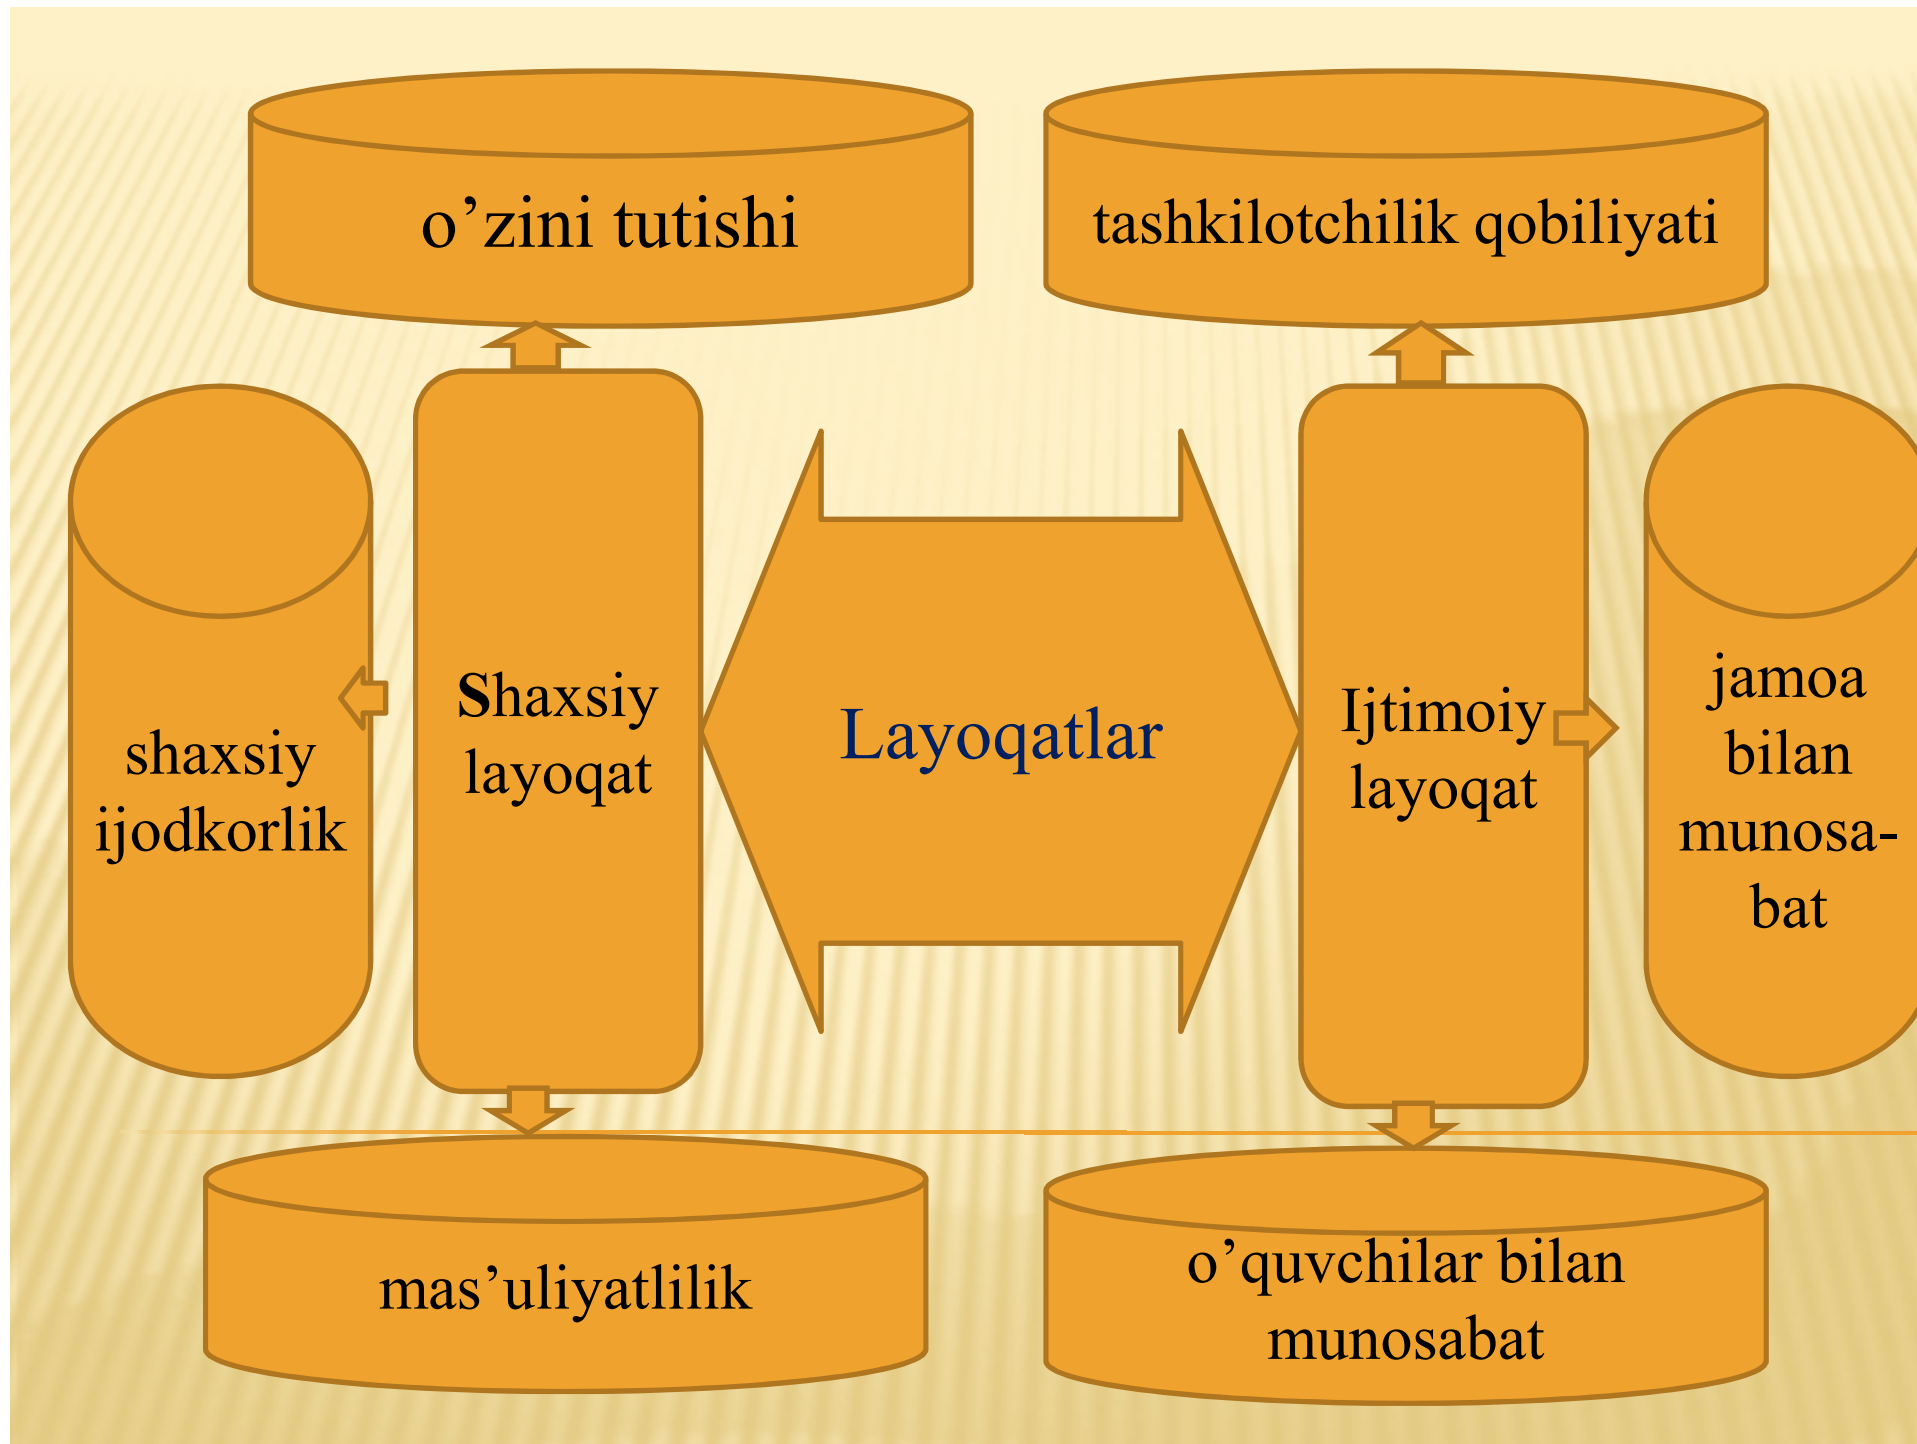 o’zini tutishi
tashkilotchilik qobiliyati
shaxsiy
ijodkorlik
Shaxsiy
layoqat
Layoqatlar
Ijtimoiy
layoqat
jamoa
bilan
munosa-
bat
mas’uliyatlilik
o’quvchilar bilan
munosabat